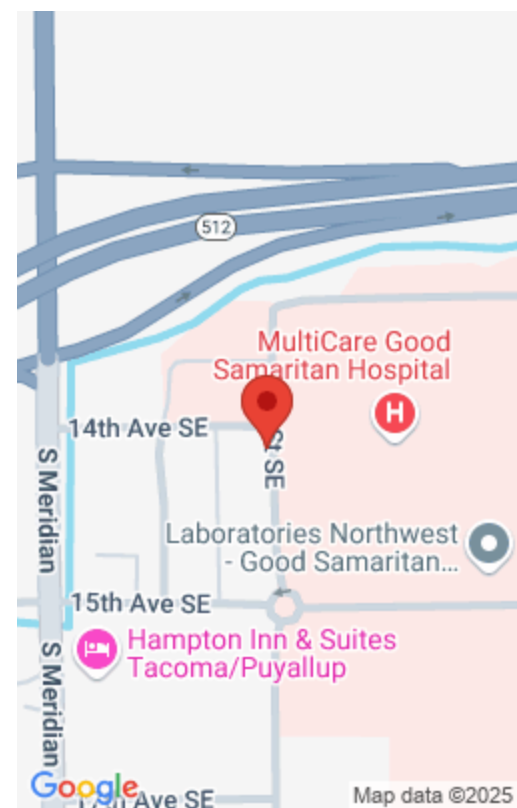 512
MultiCare Good
Samaritan Hospital
H
14th Ave SE
SE
S Meridian
Laboratories Northwest
- Good Samaritan...
15th Ave SE
Hampton Inn & Suites
Tacoma/Puyallup
S Meridian
Google
Ave SE
Map data ©2025